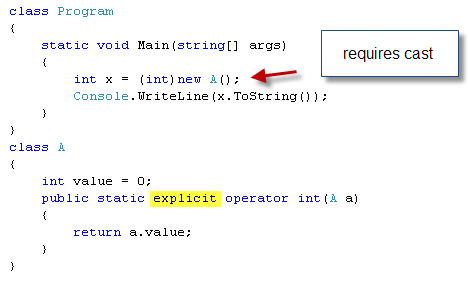 class Program
{
    static void Main(string[] args)
    {
        int x = (int)new A();
        Console.WriteLine(x.ToString());
    }
}
class A
{
    int value = 0;
    public static explicit operator int(A a)
    {
        return a.value;
    }
}
requires cast